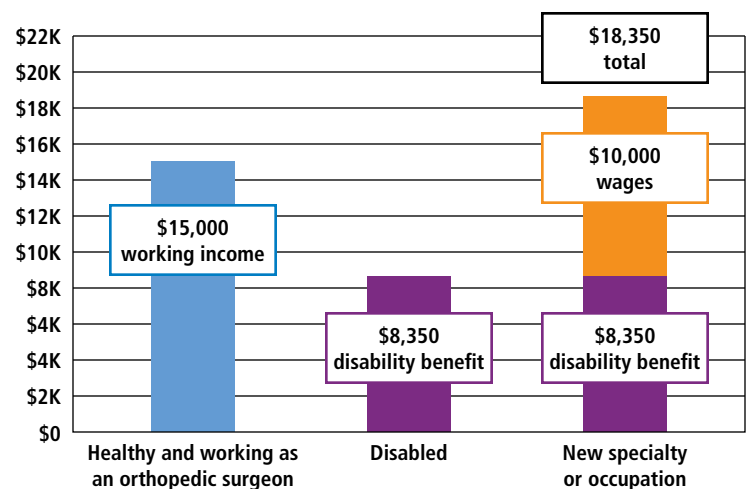 $22K
$20K
$18K
$16K
$14K
$12K
$10K
$8K
$4K
$4K
$2K
$0
$15,000
working income
$8,350
disability benefit
$18,350
total
$10,000
wages
$8,350
disability benefit
Healthy and working as
an orthopedic surgeon
Disabled
New specialty
or occupation